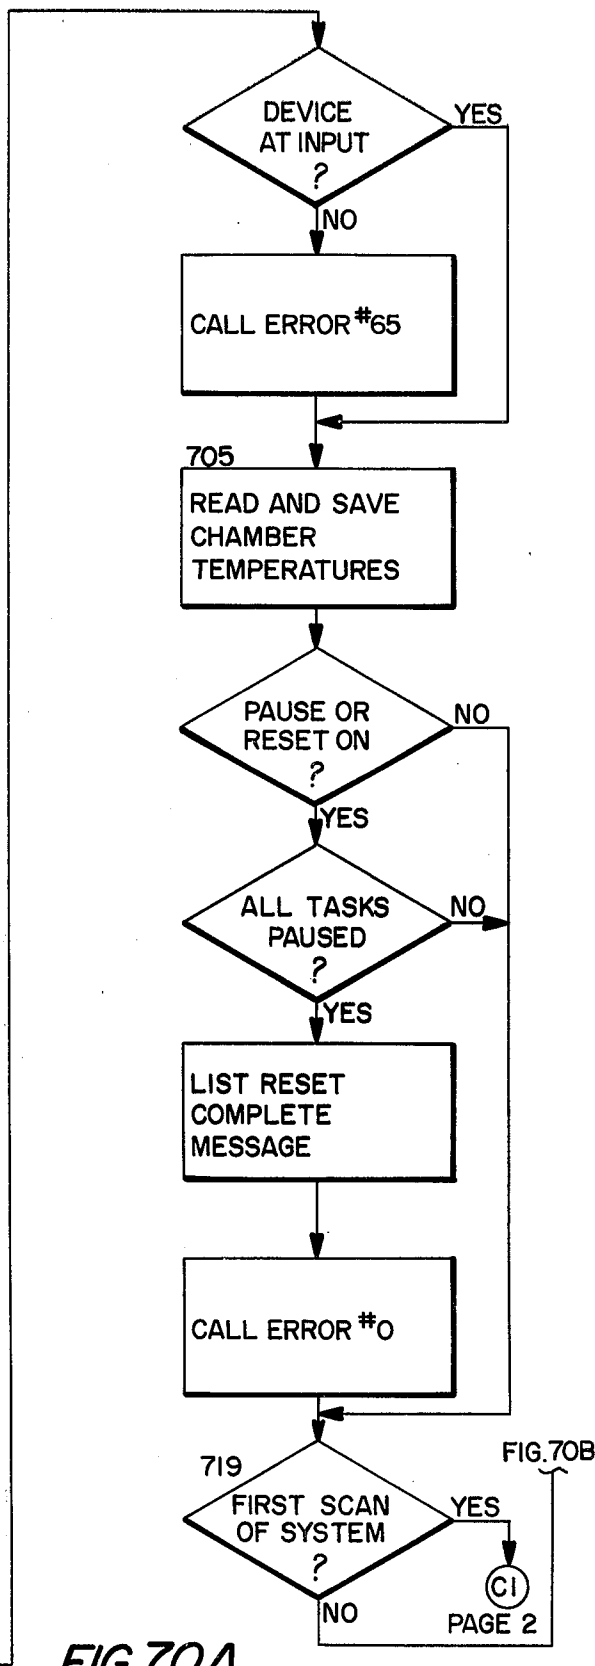 DEVICE
AT INPUT
?
YES
NO
CALL ERROR #65
705
READ AND SAVE
CHAMBER
TEMPERATURES
PAUSE OR
RESET ON
?
NO
YES
ALL TASKS
PAUSED
?
NO
YES
LIST RESET
COMPLETE
MESSAGE
CALL ERROR #0
719
FIRST SCAN
OF SYSTEM
?
YES
NO
FIG.70B
C1
PAGE 2
FIG.70A